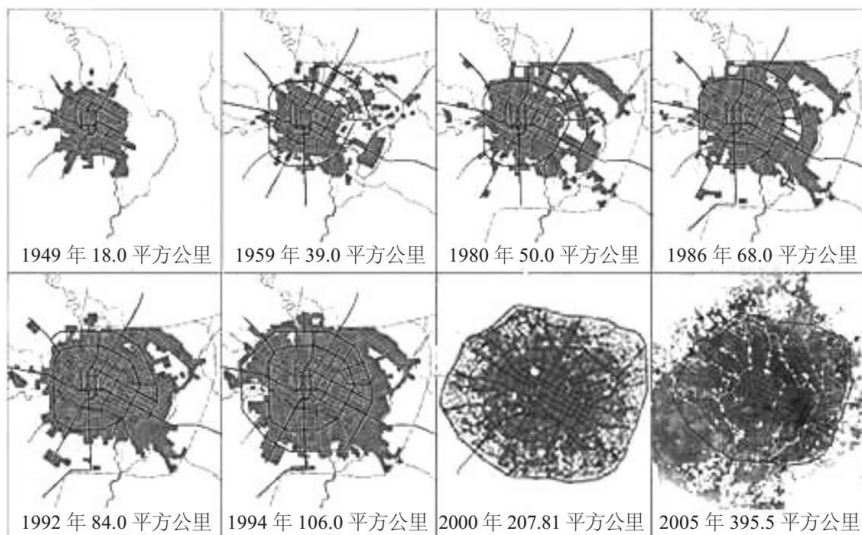 1949 年 18.0 平方公里
1959 年 39.0 平方公里
1980 年 50.0 平方公里
1986 年 68.0 平方公里
1992 年 84.0 平方公里
1994 年 106.0 平方公里
2000 年 207.81 平方公里
2005 年 395.5 平方公里